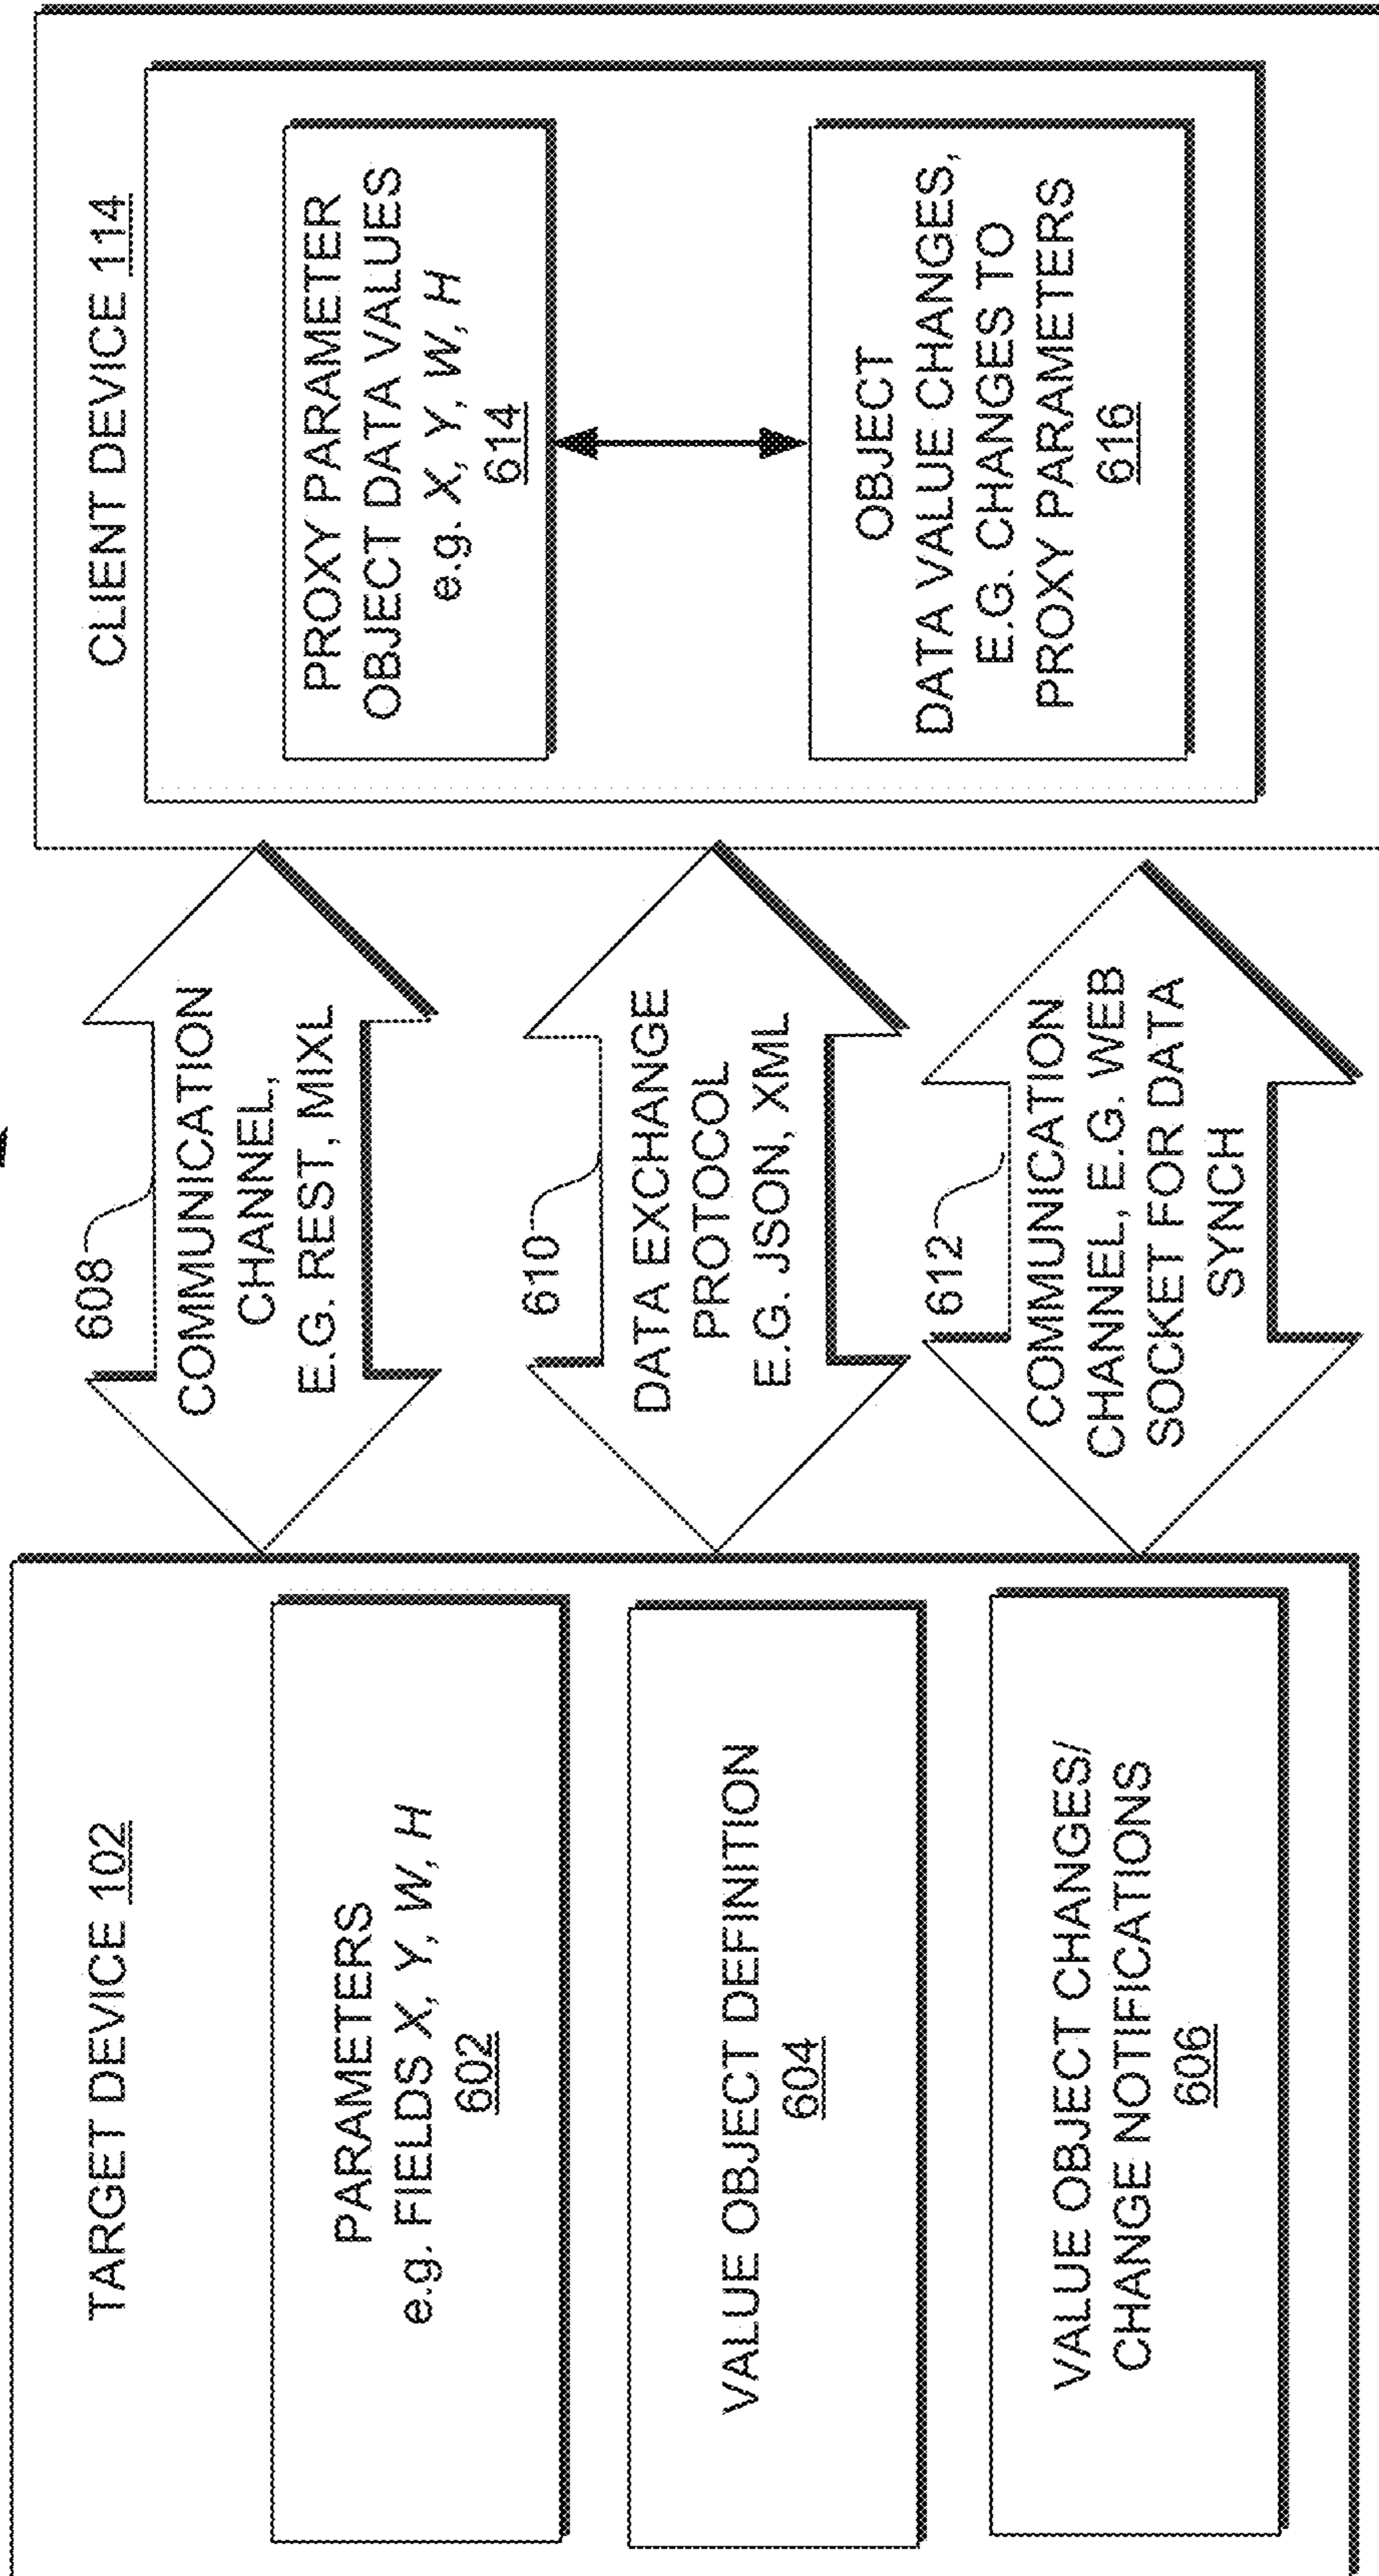 TARGET DEVICE 102
PARAMETERS
e.g. FIELDS X, Y, W, H
602
VALUE OBJECT DEFINITION
604
VALUE OBJECT CHANGES/
CHANGE NOTIFICATIONS
606
608
COMMUNICATION
CHANNEL,
E.G. REST, MIXL
610
DATA EXCHANGE
PROTOCOL
E.G. JSON, XML
612
COMMUNICATION
CHANNEL, E.G. WEB
SOCKET FOR DATA
SYNCH
CLIENT DEVICE 114
PROXY PARAMETER
OBJECT DATA VALUES
e.g. X, Y, W, H
614
OBJECT
DATA VALUE CHANGES,
E.G. CHANGES TO
PROXY PARAMETERS
616